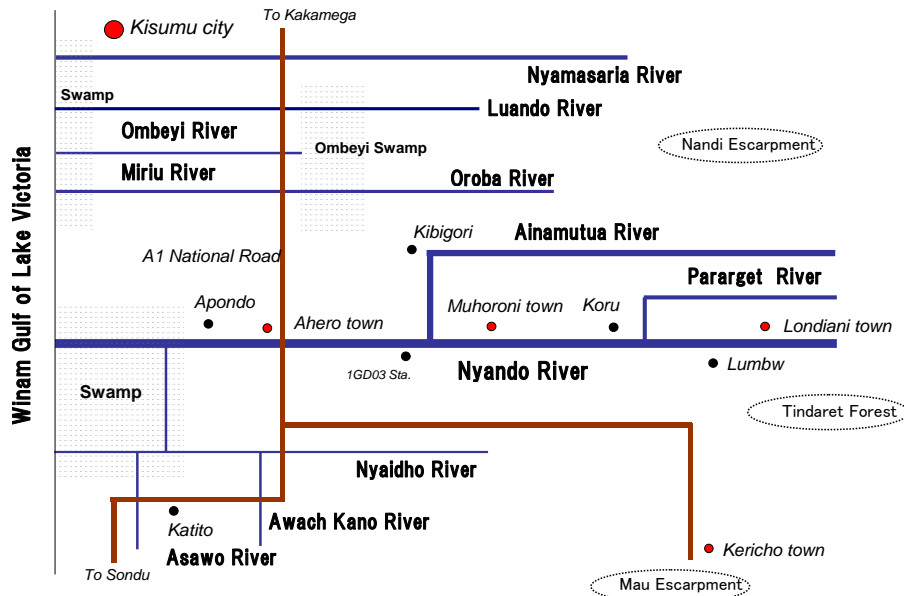 To Kakamega
Kisumu city
Nyamasaria River
Swamp
Luando River
Ombeyi River
Ombeyi Swamp
Nandi Escarpment
Miriu River
Oroba River
Winam Gulf of Lake Victoria
Kibigori
Ainamutua River
A1 National Road
Pararget River
Apondo
Ahero town
Muhoroni town
Koru
Londiani town
1GD03 Sta.
Nyando River
Lumbw
Swamp
Tindaret Forest
Nyaidho River
Katito
Awach Kano River
Asawo River
Kericho town
To Sondu
Mau Escarpment